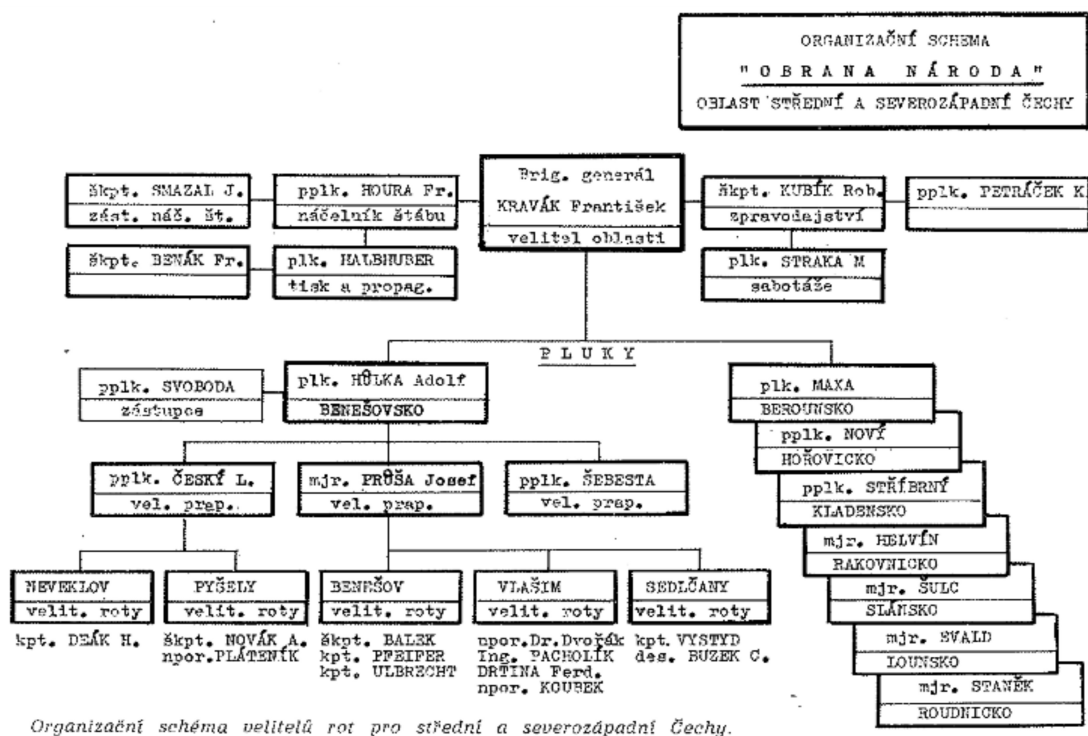 ORGANIZAČNÍ SCHEMA
"OBRANA NÁRODA"
OBLAST STŘEDNÍ A SEVEROZÁPADNÍ ČECHY
Brig. generál
KRAVÁK František
velitel oblasti
škpt. SMAZAL J.
zást. náč. št.
pplk. HOURA Fr.
náčelník štábu
škpt. KUBÍK Rob.
zpravodajství
pplk. PETRÁČEK K
škpt. BENÁK Fr.
plk. HALBHUBER
tisk a propag.
plk. STRAKA M
sabotáže
PLUKY
pplk. SVOBODA
zástupce
plk. HŮLKA Adolf
BENEŠOVSKO
plk. MAXA
BEROUNSKO
pplk. NOVÝ
HOŘOVICKO
pplk. STŘÍBRNÝ
KLADENSKO
mjr. HELVÍN
RAKOVNICKO
mjr. ŠULC
SLÁNSKO
mjr. EVALD
LOUNSKO
mjr. STANĚK
ROUDNICKO
pplk. ČESKÝ L.
vel. prap.
mjr. PRŮŠA Josef
vel. prap.
pplk. ŠEBESTA
vel. prap.
NEVEKLOV
velit. roty
kpt. DEÁK H.
PYŠELY
velit. roty
škpt. NOVÁK A.
npor. PLÁTENÍK
BENEŠOV
velit. roty
škpt. BALEK
kpt. PFEIFER
kpt. ULBRECHT
VLAŠIM
velit. roty
npor.Dr.Dvořák
Ing. PACHOLÍK
DRTINA Ferd.
npor. KOUBEK
SEDLČANY
velit. roty
kpt. VYSTYD
des. BUZEK C.
Organizační schéma velitelů rot pro střední a severozápadní Čechy.